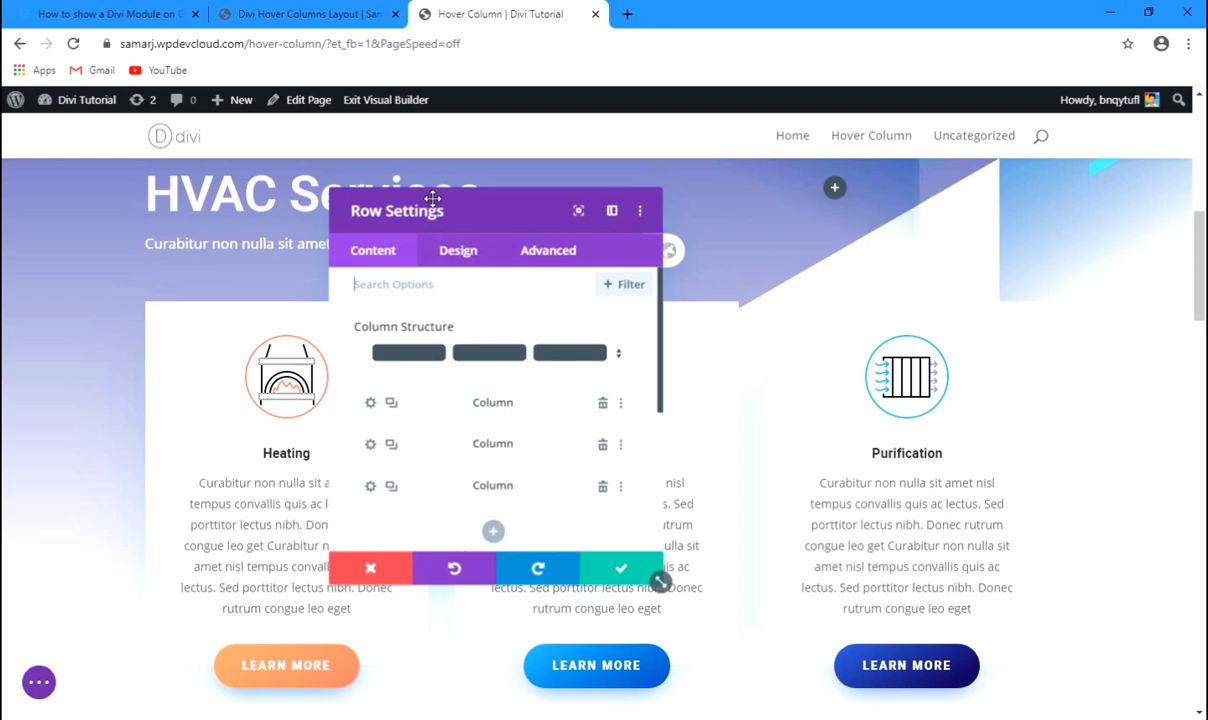 How to show a Divi Module on C
Divi Hover Columns Layout | Sam
Hover Column | Divi Tutorial
samarj.wpdevcloud.com/hover-column/?et_fb=1&PageSpeed=off
Apps
Gmail
YouTube
Divi Tutorial
2
0
New
Edit Page
Exit Visual Builder
Howdy, bnqytufl
D divi
Home
Hover Column
Uncategorized
HVAC Services
Curabitur non nulla sit amet
Row Settings
Content
Design
Advanced
Search Options
+ Filter
Column Structure
Column
Column
Column
Heating
Curabitur non nulla sit a
tempus convallis quis ac l
porttitor lectus nibh. Don
congue leo get Curabitur n
amet nisl tempus convalli
lectus. Sed porttitor lectus nibh. Donec
rutrum congue leo eget
LEARN MORE
nisl
. Sed
utrum
ulla sit
is ac
lectus. Sed porttitor lectus nibh. Donec
rutrum congue leo eget
LEARN MORE
Purification
Curabitur non nulla sit amet nisl
tempus convallis quis ac lectus. Sed
porttitor lectus nibh. Donec rutrum
congue leo eget Curabitur non nulla sit
amet nisl tempus convallis quis ac
lectus. Sed porttitor lectus nibh. Donec
rutrum congue leo eget
LEARN MORE